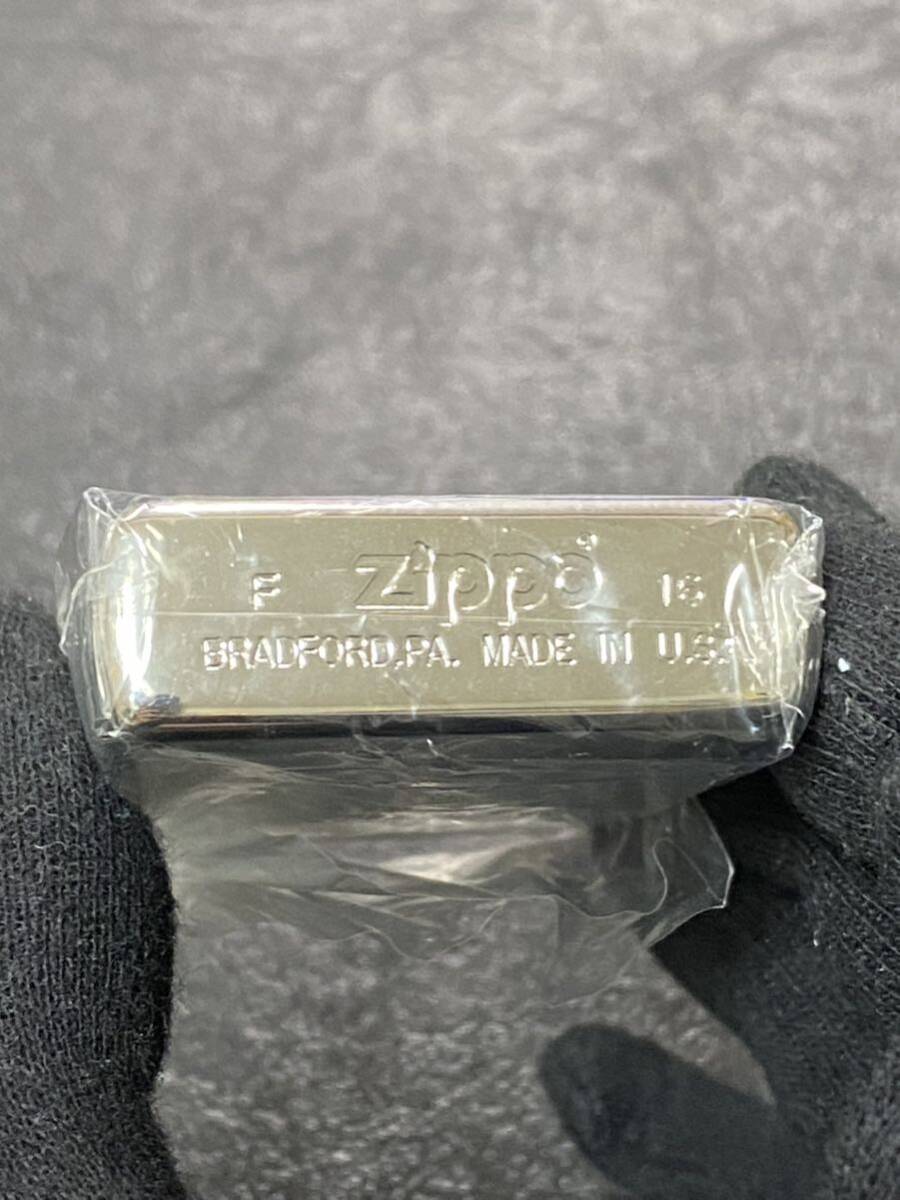 F Zippo 16
BRADFORD,PA. MADE IN U.S.